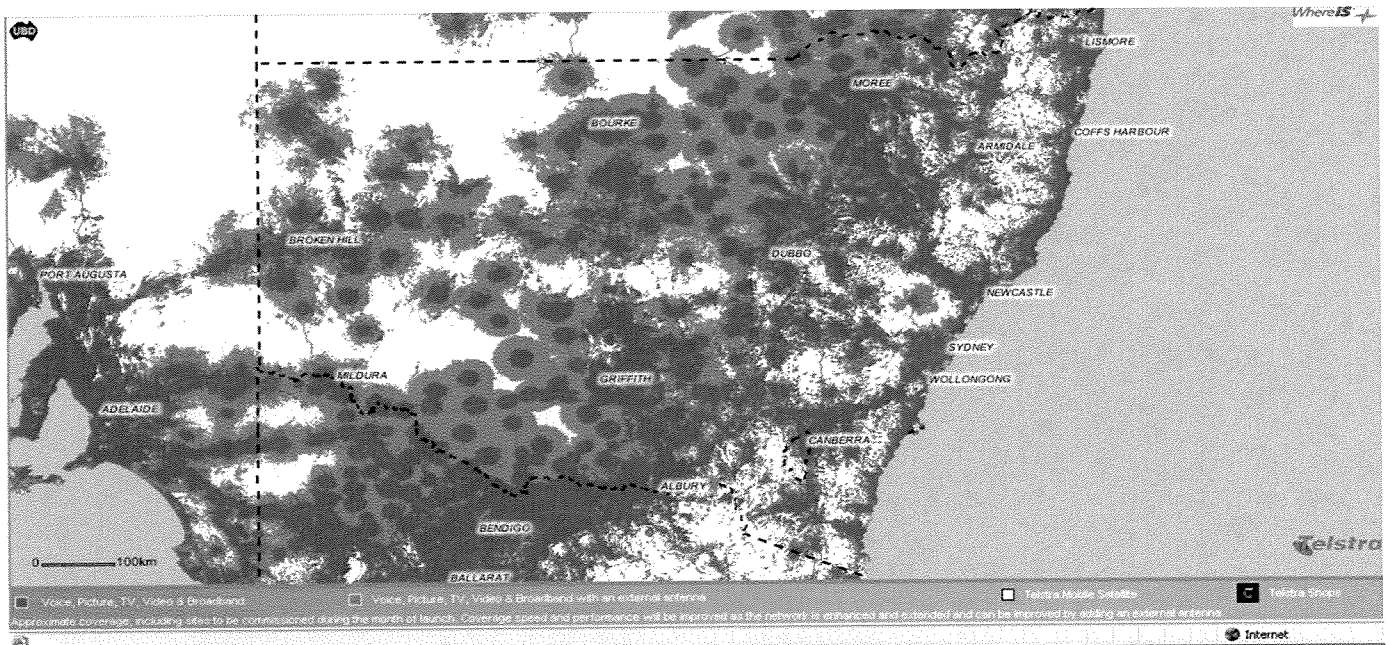 UBD
WhereiS
LISMORE
MOREE
BOURKE
COFFS HARBOUR
ARMIDALE
BROKEN HILL
DUBBO
PORT AUGUSTA
NEWCASTLE
SYDNEY
MILDURA
GRIFFITH
WOLLONGONG
ADELAIDE
CANBERRA
ALBURY
BENDIGO
Telstra
0 100km
BALLARAT
Voice, Picture, TV, Video & Broadband
Voice, Picture, TV, Video & Broadband with an external antenna
Telstra Mobile Satellite
Telstra Shops
Approximate coverage, including sites to be commissioned during the month of launch. Coverage speed and performance will be improved as the network is enhanced and extended and can be improved by adding an external antenna
Internet